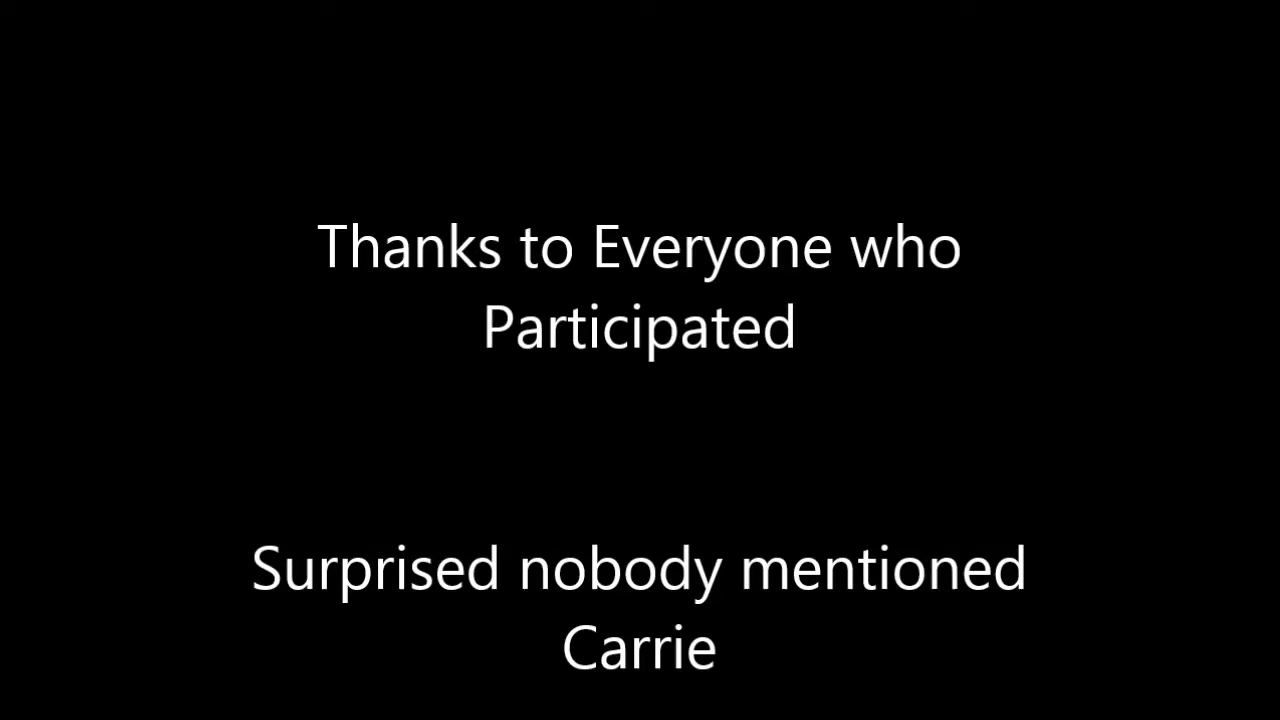 Thanks to Everyone who
Participated
Surprised nobody mentioned
Carrie